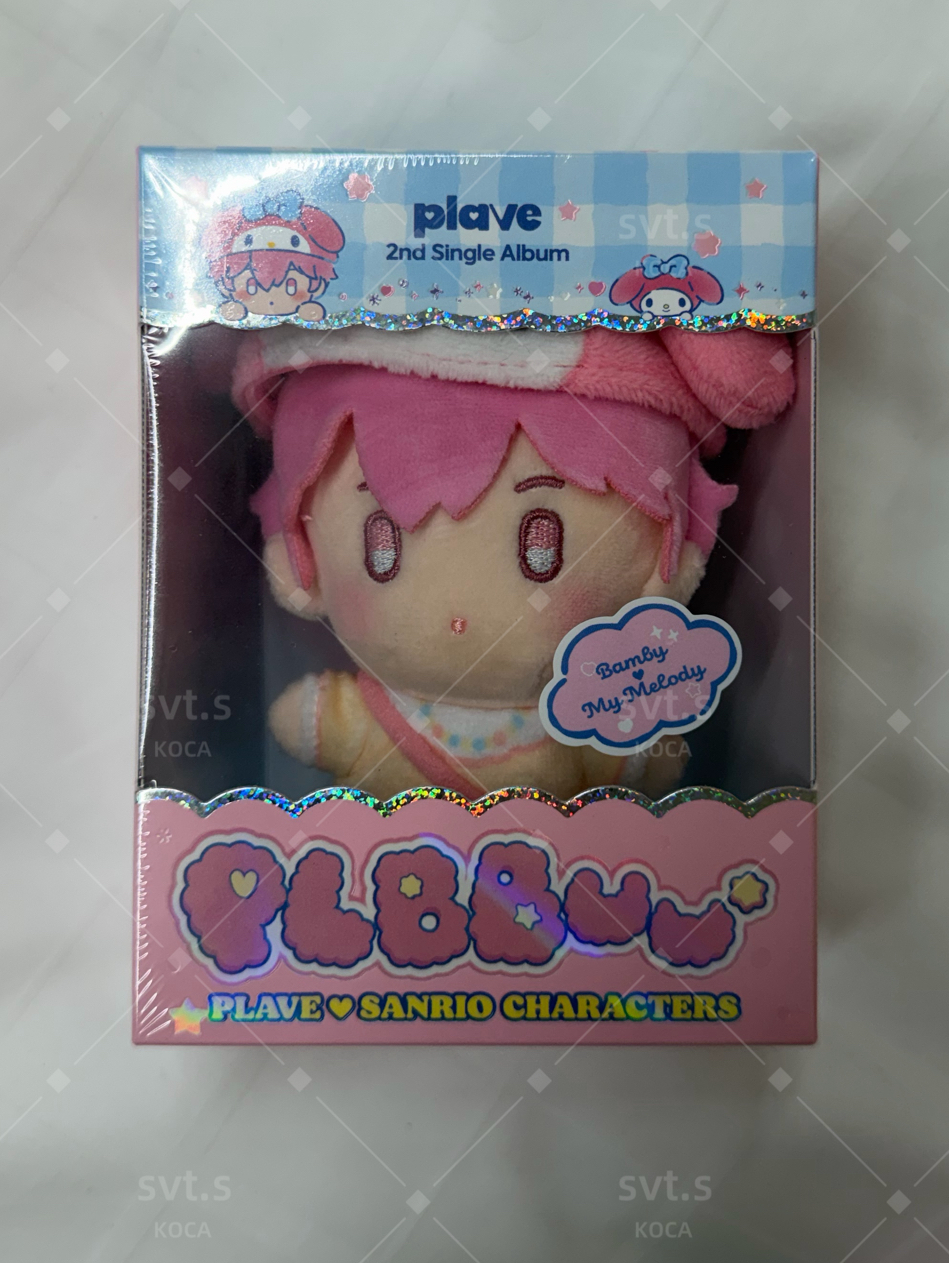 plave
2nd Single Album
svt.s
Bamby
My Melody
svt.s
KOCA
svt.s
KOCA
PLBBUU
PLAVE SANRIO CHARACTERS
svt.s
KOCA
svt.s
KOCA